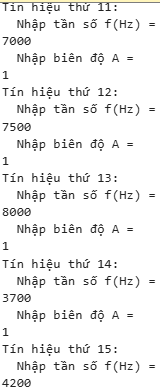 Tín hiệu thứ 11:
Nhập tần số f(Hz) =
7000
Nhập biên độ A =
1
Tín hiệu thứ 12:
Nhập tần số f(Hz) =
7500
Nhập biên độ A =
1
Tín hiệu thứ 13:
Nhập tần số f(Hz) =
8000
Nhập biên độ A =
1
Tín hiệu thứ 14:
Nhập tần số f(Hz) =
3700
Nhập biên độ A =
1
Tín hiệu thứ 15:
Nhập tần số f(Hz) =
4200